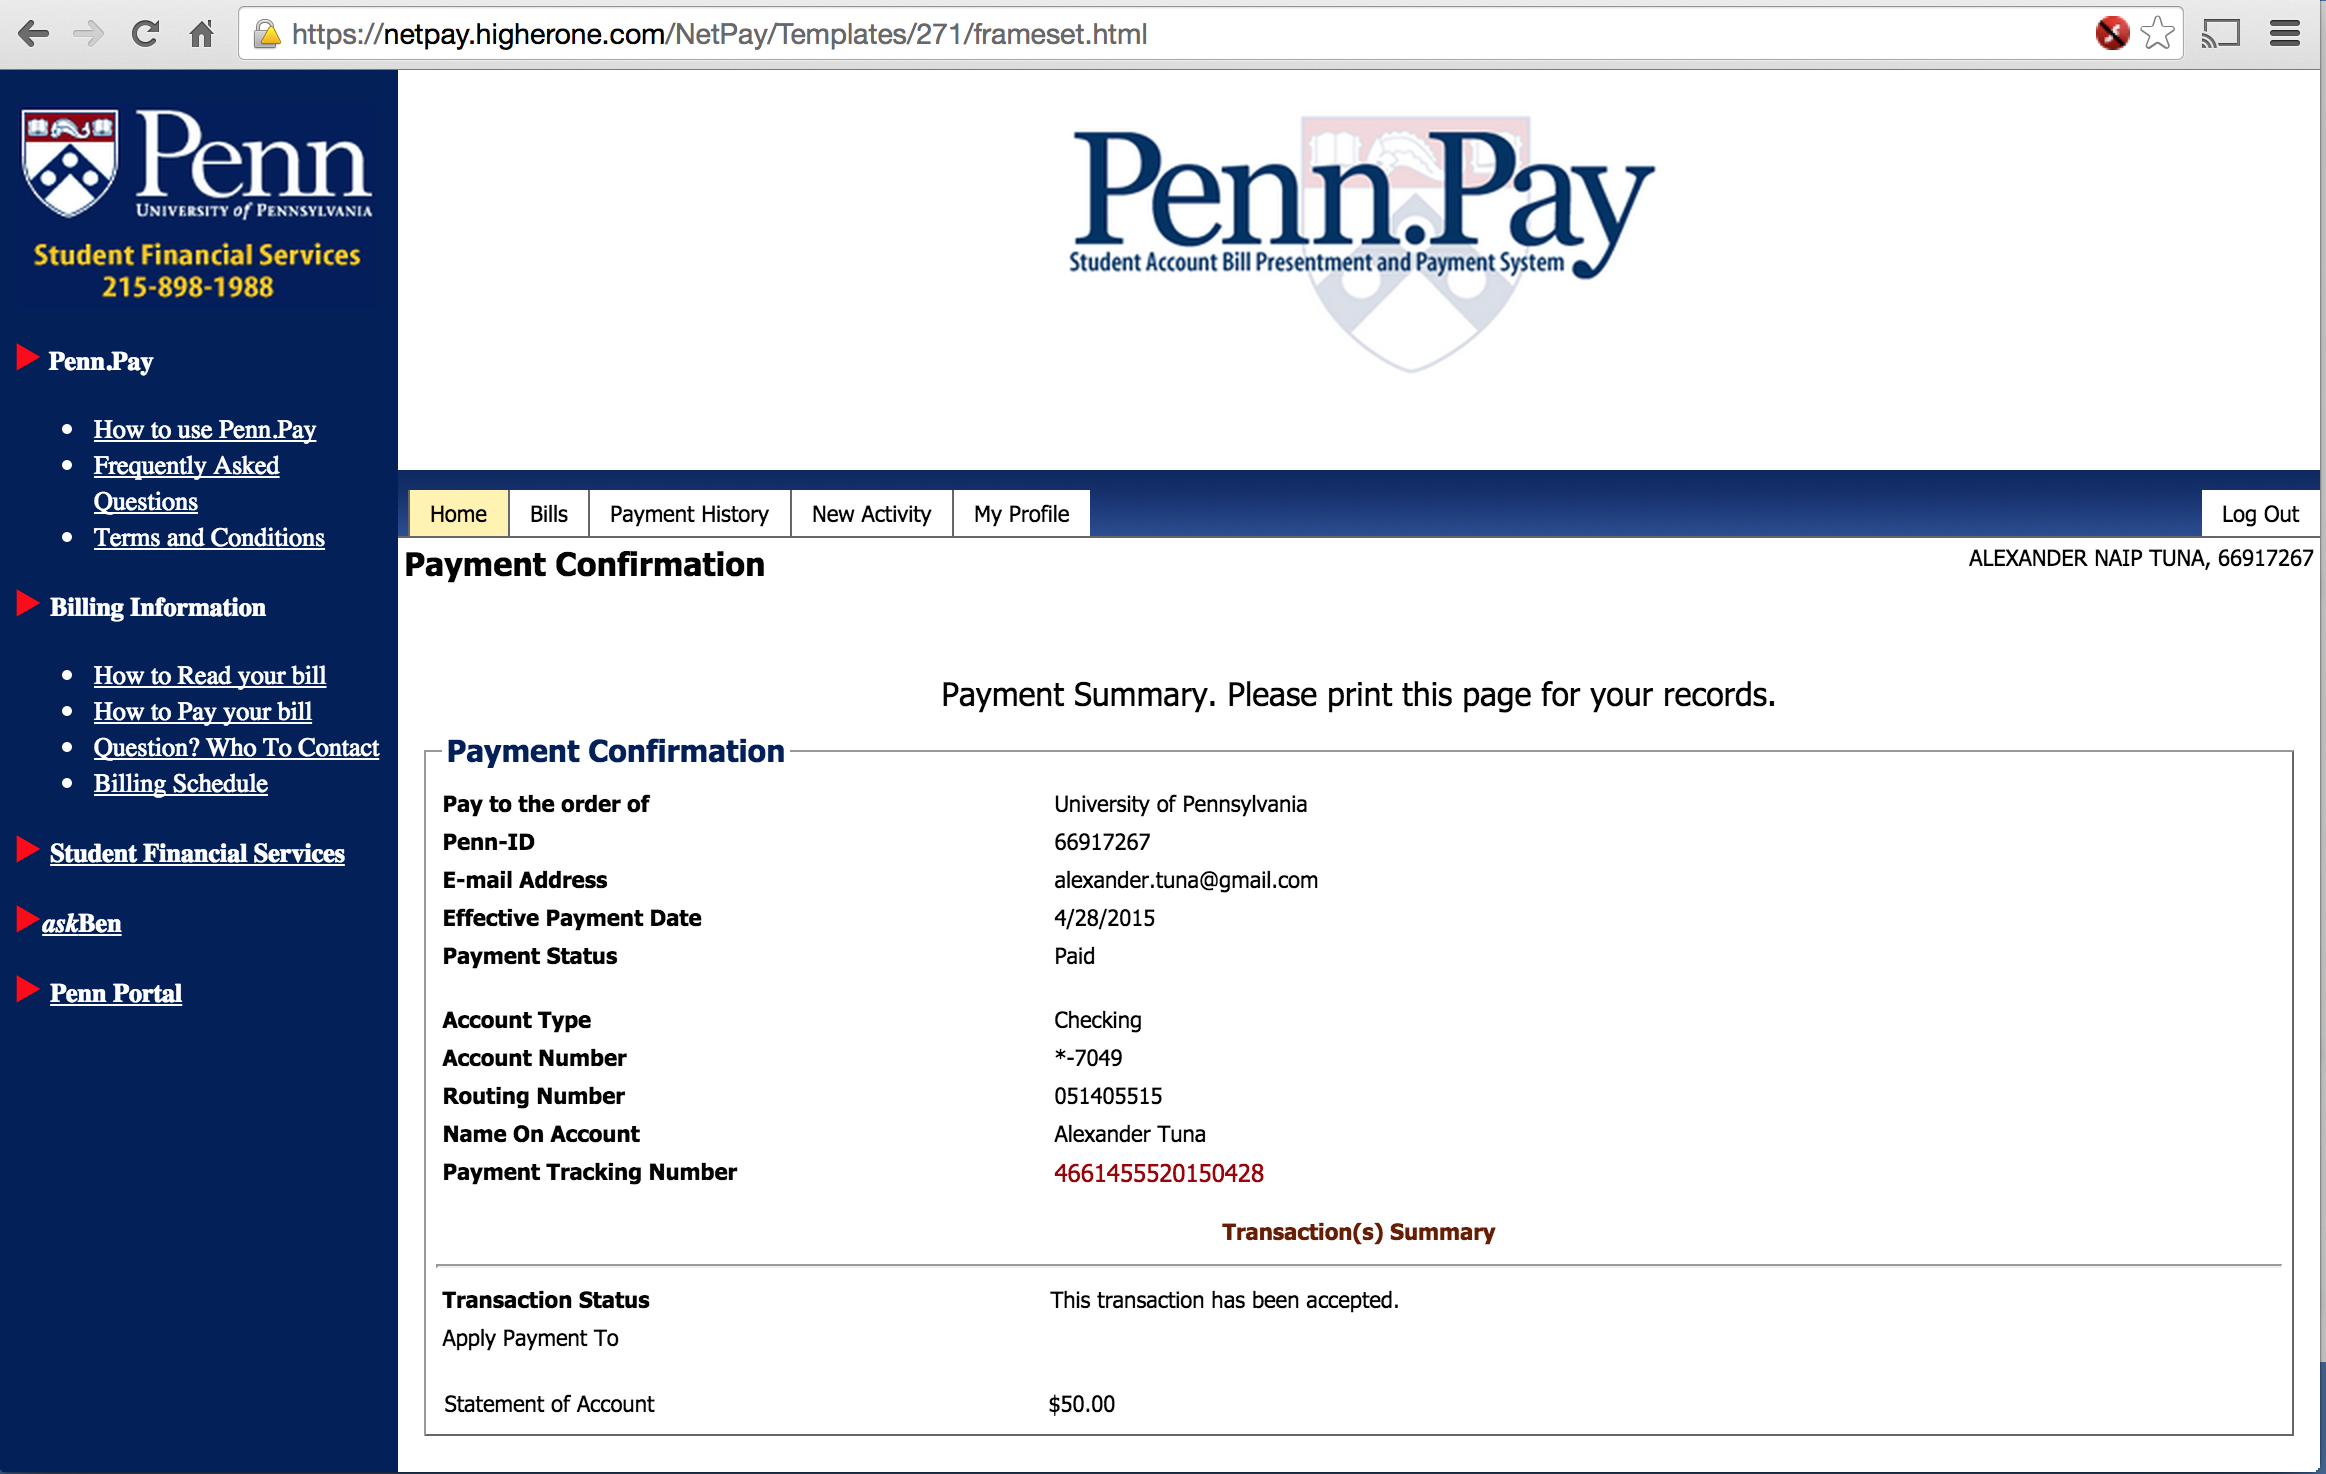 https://netpay.higherone.com/NetPay/Templates/271/frameset.html
Penn
UNIVERSITY of PENNSYLVANIA
Student Financial Services
215-898-1988
Penn.Pay
How to use Penn.Pay
Frequently Asked
Questions
Terms and Conditions
Billing Information
How to Read your bill
How to Pay your bill
Question? Who To Contact
Billing Schedule
Student Financial Services
askBen
Penn Portal
Penn.Pay
Student Account Bill Presentment and Payment System
Home Bills Payment History New Activity My Profile Log Out
Payment Confirmation ALEXANDER NAIP TUNA, 66917267
Payment Summary. Please print this page for your records.
Payment Confirmation
Pay to the order of University of Pennsylvania
Penn-ID 66917267
E-mail Address alexander.tuna@gmail.com
Effective Payment Date 4/28/2015
Payment Status Paid
Account Type Checking
Account Number *-7049
Routing Number 051405515
Name On Account Alexander Tuna
Payment Tracking Number 4661455520150428
Transaction(s) Summary
Transaction Status This transaction has been accepted.
Apply Payment To
Statement of Account $50.00